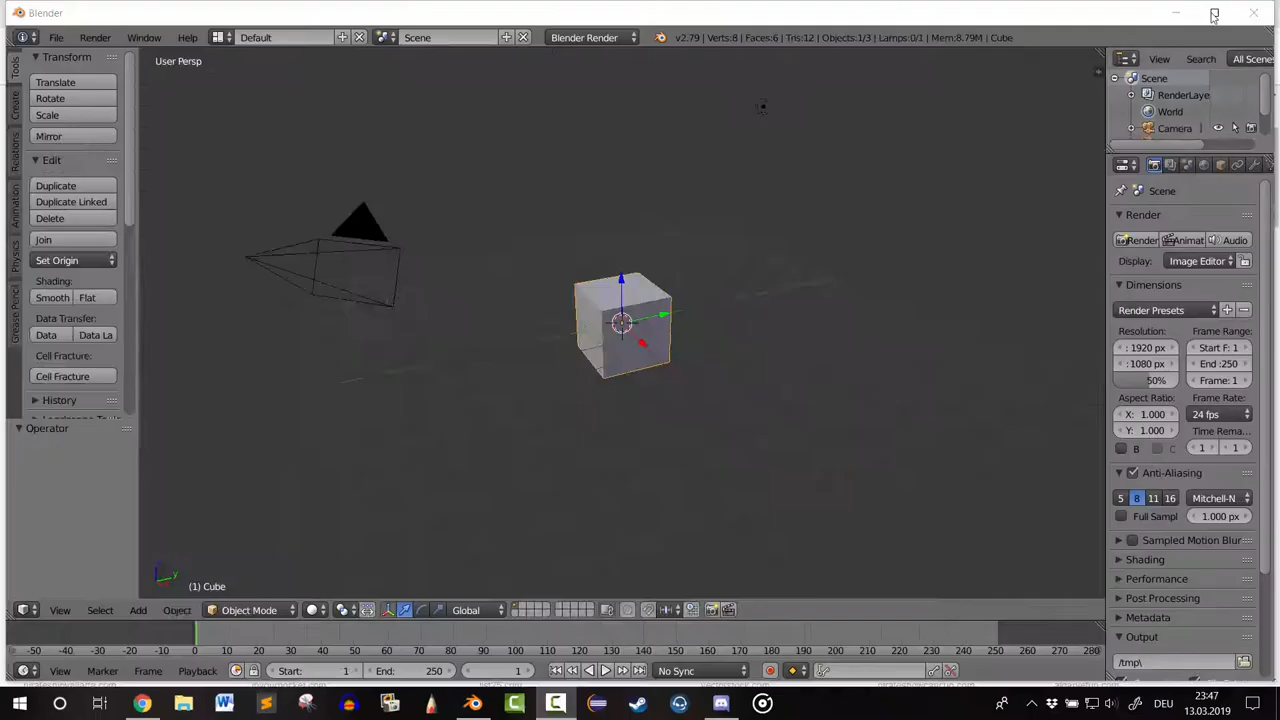 Blender
File Render Window Help Default Scene Blender Render v2.79 | Verts:8 | Faces:6 | Tris:12 | Objects:1/3 | Lamps:0/1 | Mem:8.79M | Cube
Tools
Create
Relations
Animation
Physics
Grease Pencil
Transform
Translate
Rotate
Scale
Mirror
Edit
Duplicate
Duplicate Linked
Delete
Join
Set Origin
Shading:
Smooth Flat
Data Transfer:
Data Data La
Cell Fracture:
Cell Fracture
History
Operator
User Persp
(1) Cube
View Search All Scenes
Scene
RenderLaye
World
Camera
Scene
Render
Render Animat Audio
Display: Image Editor
Dimensions
Render Presets
Resolution: Frame Range:
: 1920 px Start F: 1
: 1080 px End :250
50% Frame: 1
Aspect Ratio: Frame Rate:
X: 1.000 24 fps
Y: 1.000 Time Rema...
B C 1 1
Anti-Aliasing
5 8 11 16 Mitchell-N
Full Sampl 1.000 px
Sampled Motion Blur
Shading
Performance
Post Processing
Metadata
Output
/tmp\
View Select Add Object Object Mode Global
-50 -40 -30 -20 -10 0 10 20 30 40 50 60 70 80 90 100 110 120 130 140 150 160 170 180 190 200 210 220 230 240 250 260 270 280
View Marker Frame Playback Start: 1 End: 250 1 No Sync
DEU
23:47
13.03.2019